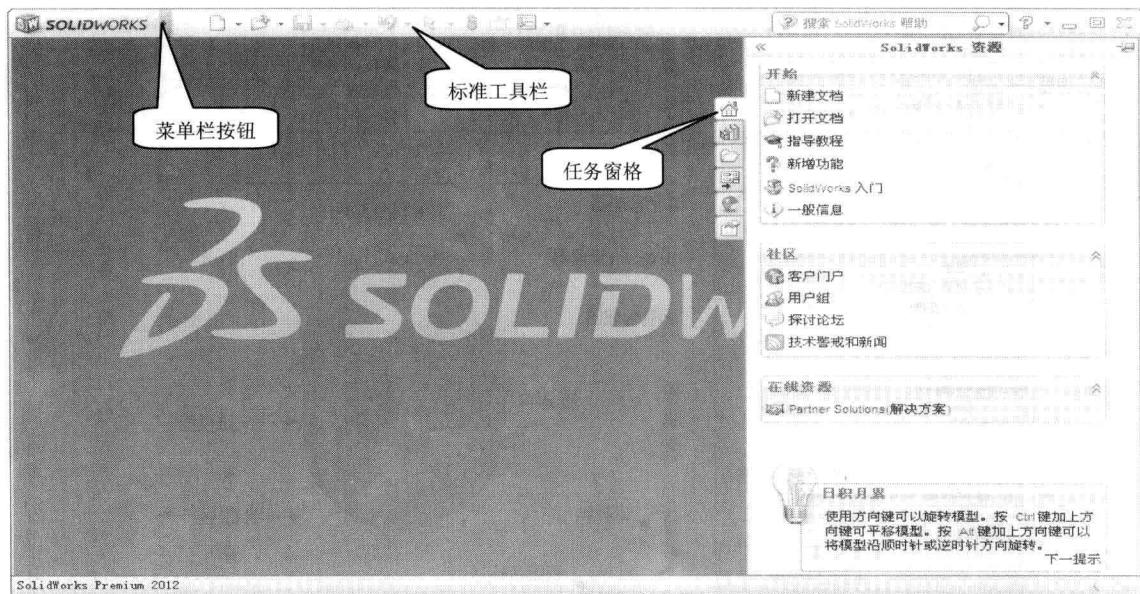 SOLIDWORKS
搜索 SolidWorks 帮助
SolidWorks 资源
标准工具栏
菜单栏按钮
任务窗格
开始
新建文档
打开文档
指导教程
新增功能
SolidWorks 入门
一般信息
社区
客户门户
用户组
探讨论坛
技术警戒和新闻
在线资源
Partner Solutions(解决方案)
SOLIDW
日积月累
使用方向键可以旋转模型。按 Ctrl 键加上方
向键可平移模型。按 Alt 键加上方向键可以
将模型沿顺时针或逆时针方向旋转。
下一提示
SolidWorks Premium 2012